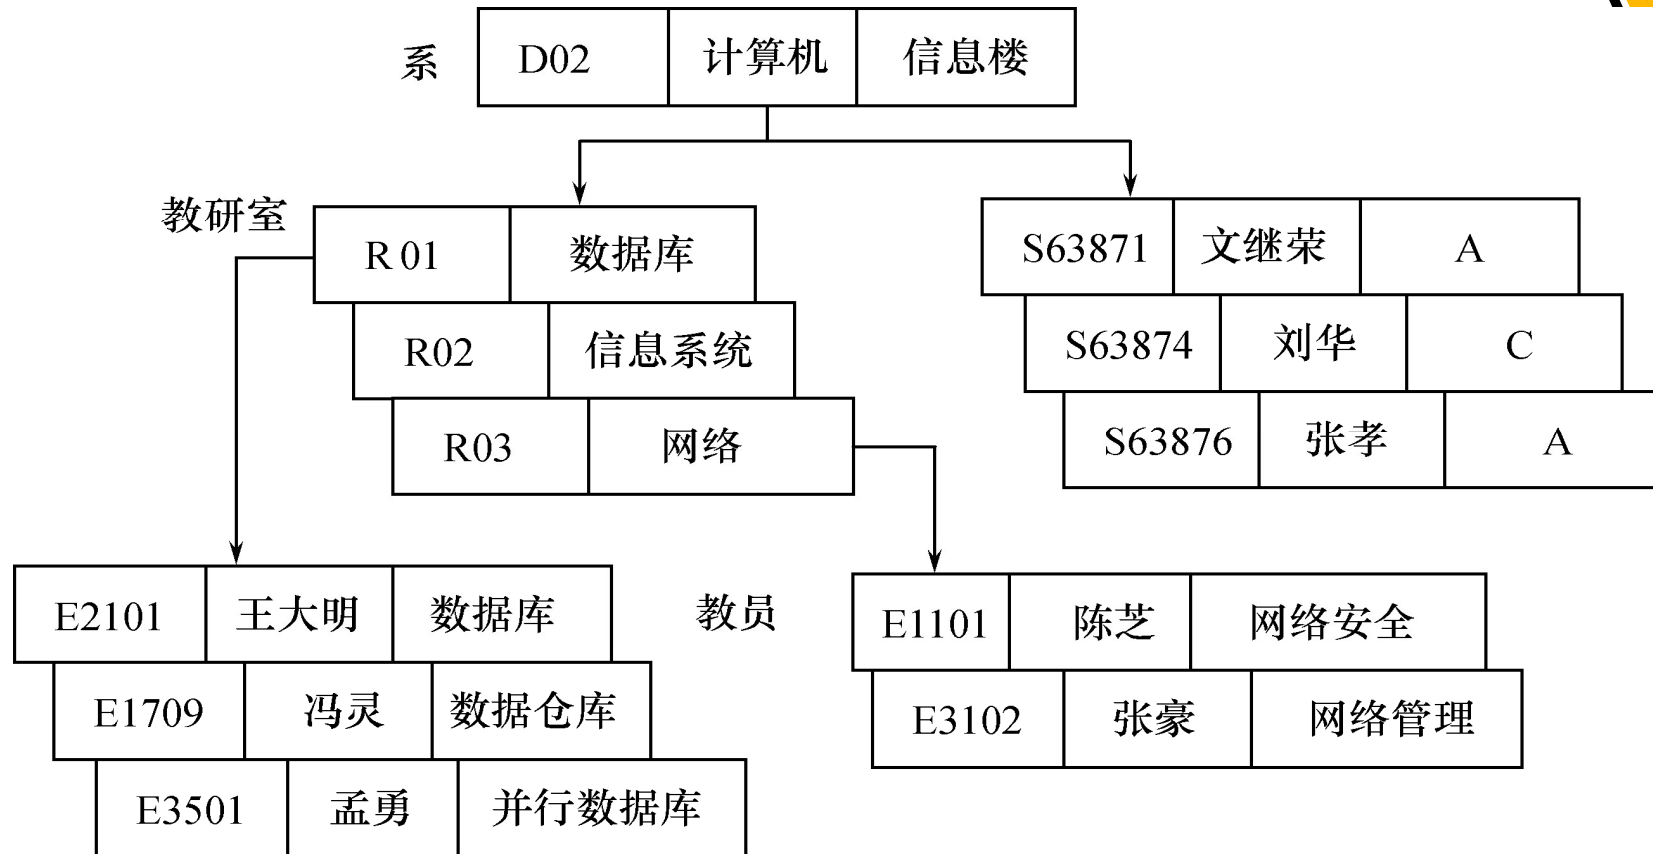 系 D02 计算机 信息楼
教研室
R01 数据库
R02 信息系统
R03 网络
S63871 文继荣 A
S63874 刘华 C
S63876 张孝 A
E2101 王大明 数据库
E1709 冯灵 数据仓库
E3501 孟勇 并行数据库
教员
E1101 陈芝 网络安全
E3102 张豪 网络管理